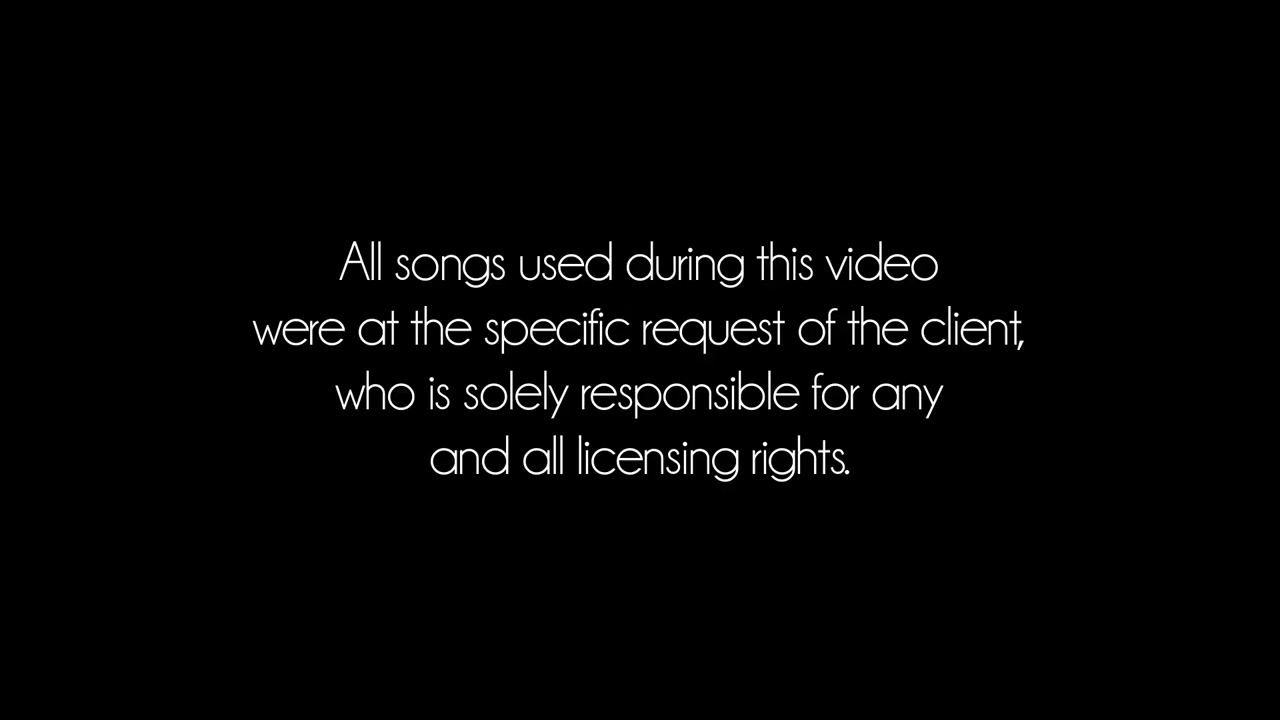 All songs used during this video
were at the specific request of the client,
who is solely responsible for any
and all licensing rights.